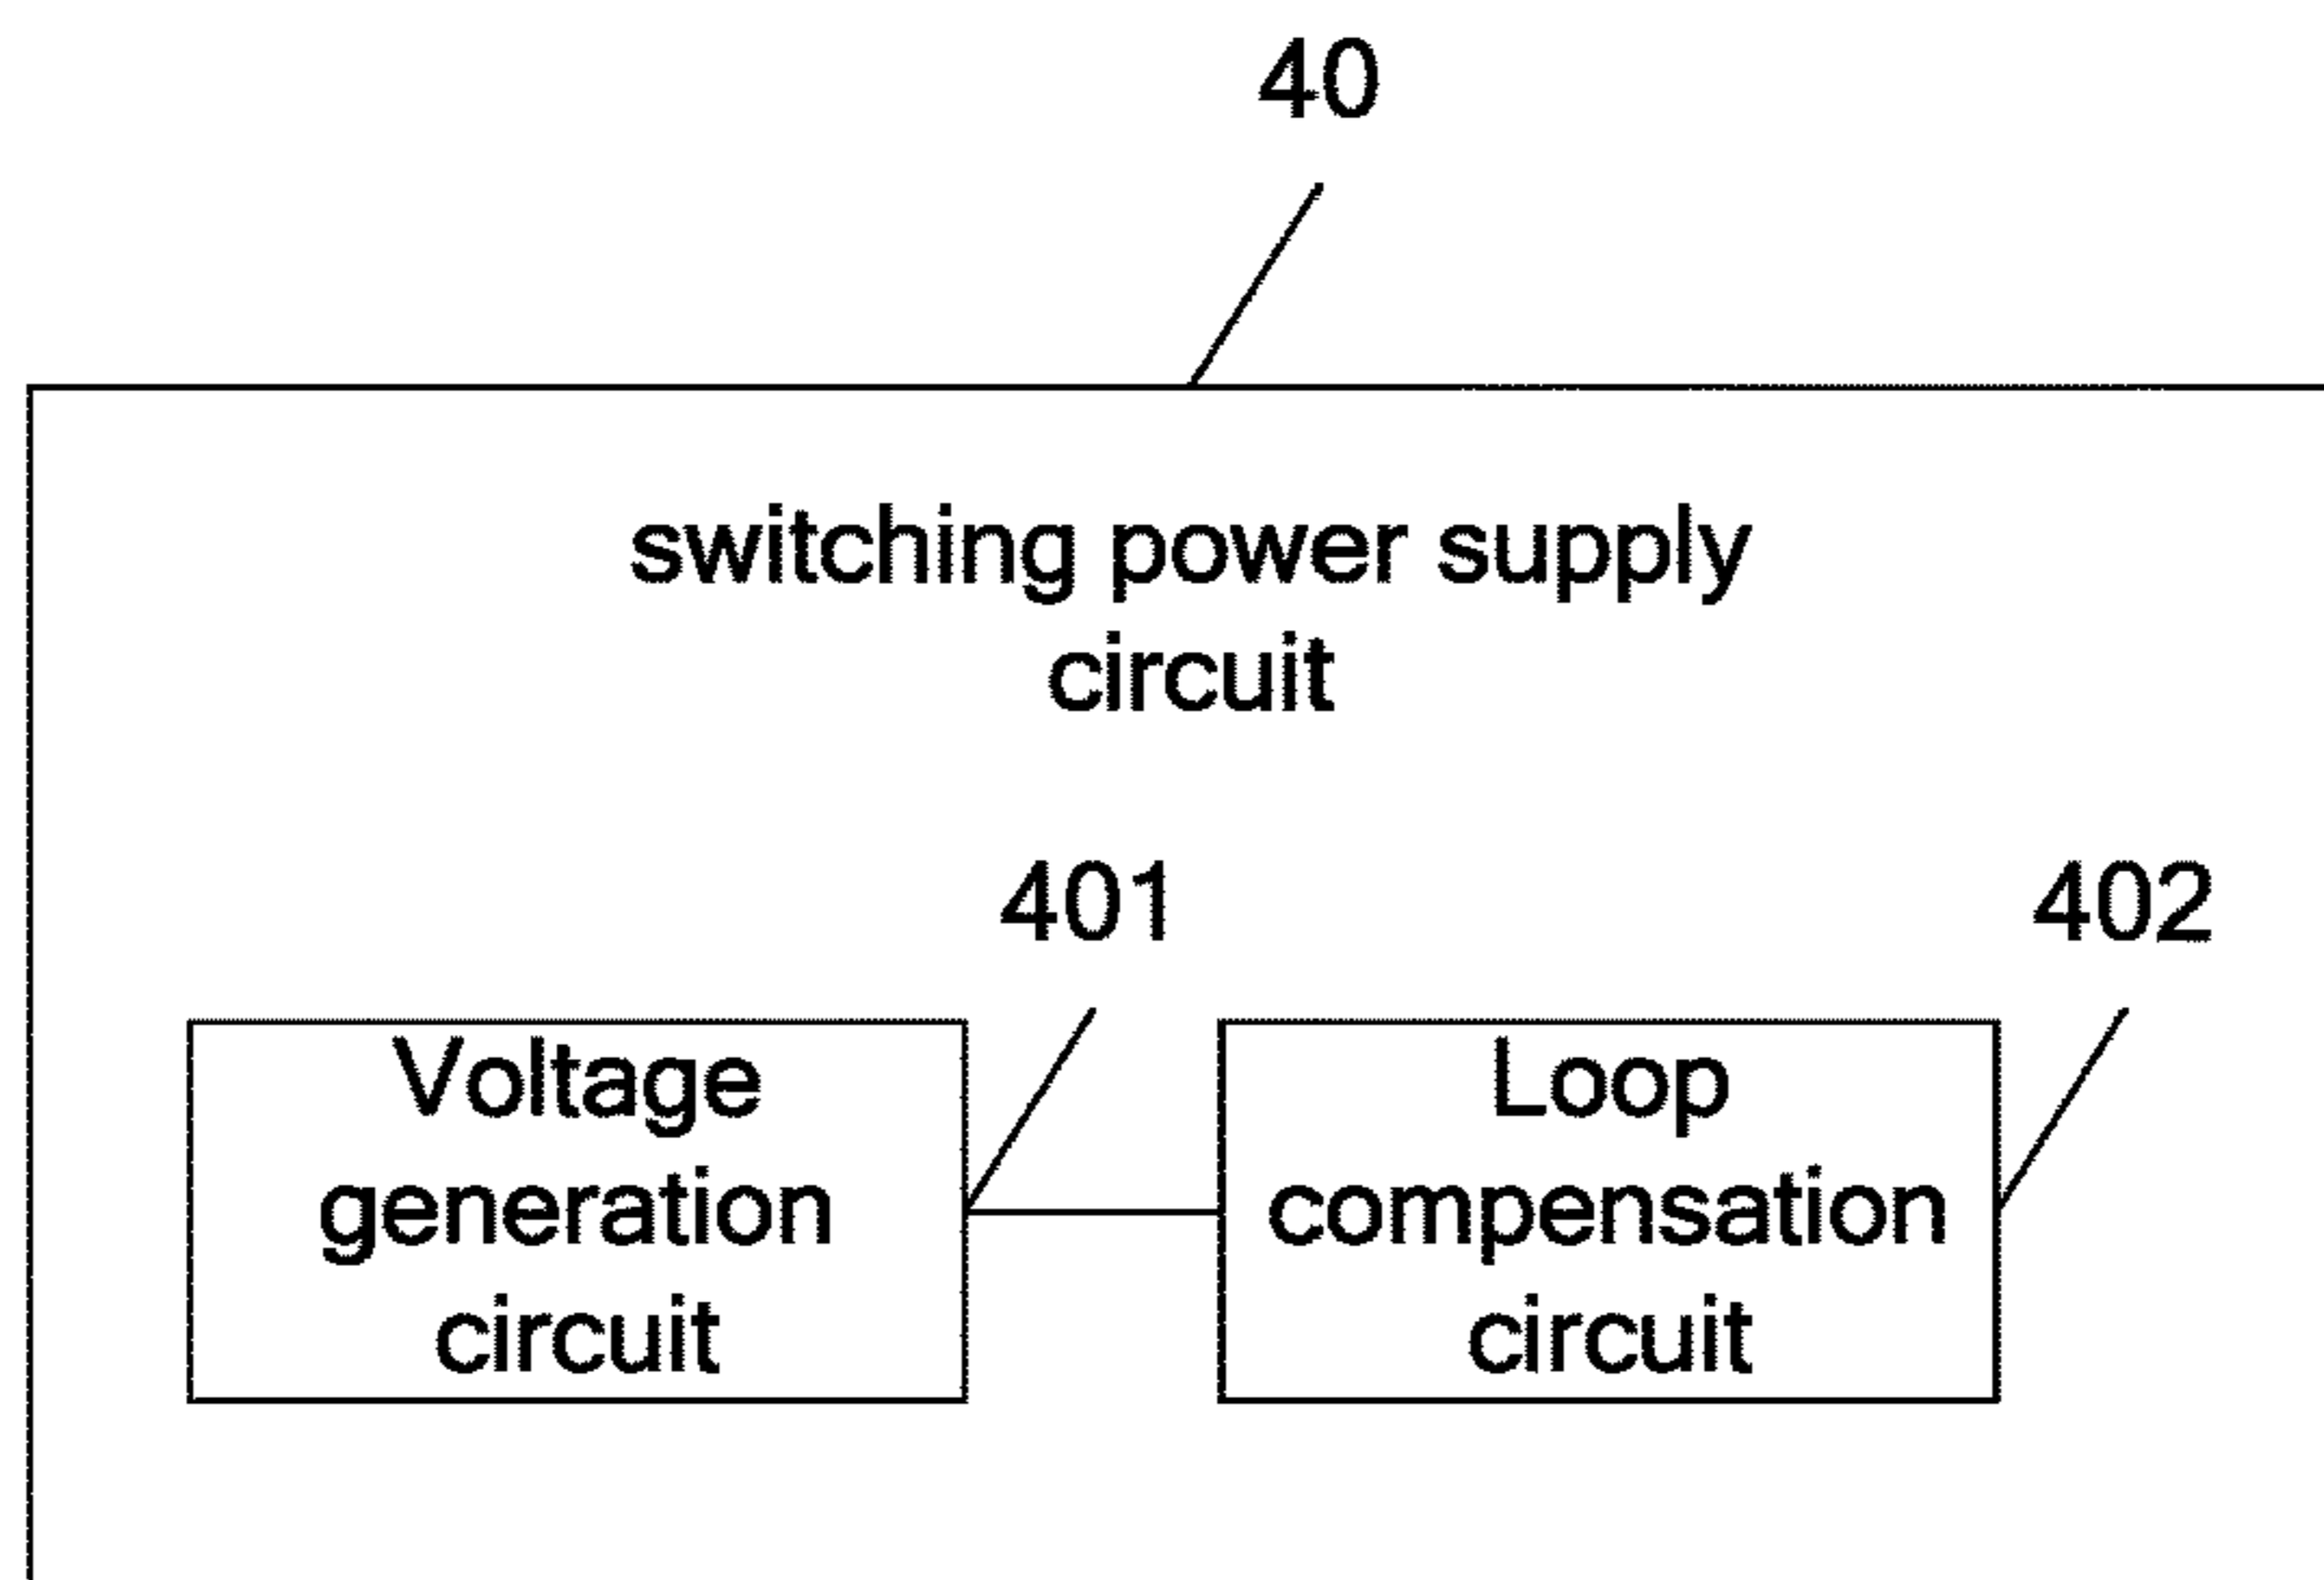 40
switching power supply
circuit
401
402
Voltage
generation
circuit
Loop
compensation
circuit